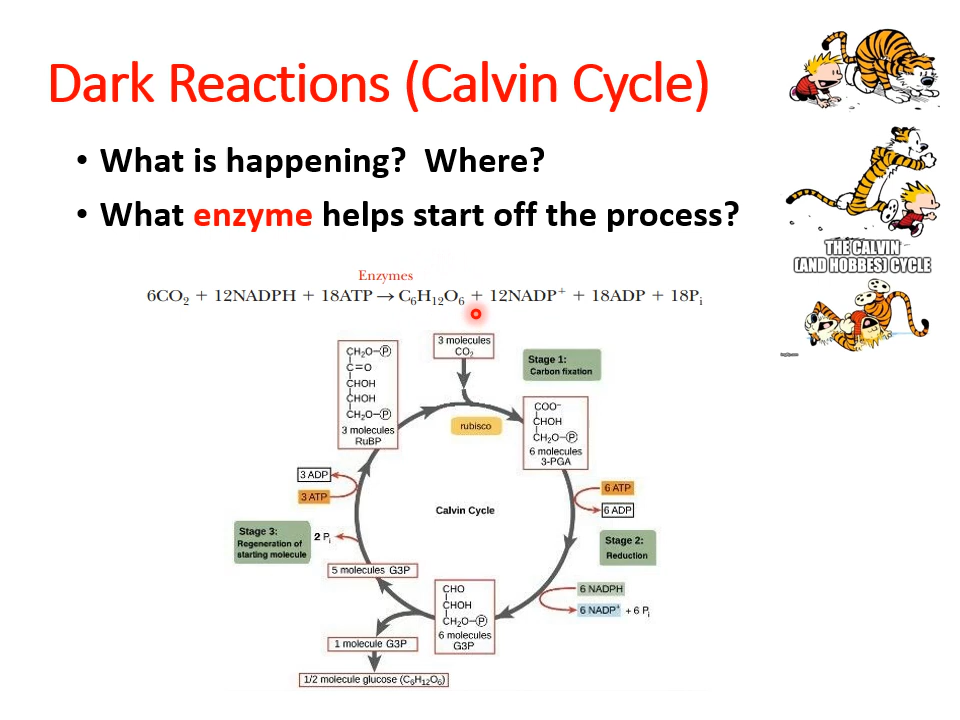 Dark Reactions (Calvin Cycle)
• What is happening? Where?
• What enzyme helps start off the process?
THE CALVIN
(AND HOBBES) CYCLE
Enzymes
6CO₂ + 12NADPH + 18ATP → C₆H₁₂O₆ + 12NADP⁺ + 18ADP + 18Pᵢ
CH₂O–P
C=O
CHOH
CHOH
CH₂O–P
3 molecules
RuBP
3 molecules
CO₂
Stage 1:
Carbon fixation
rubisco
COO⁻
CHOH
CH₂O–P
6 molecules
3-PGA
3 ADP
3 ATP
Calvin Cycle
6 ATP
6 ADP
Stage 3:
Regeneration of
starting molecule
2 Pᵢ
Stage 2:
Reduction
5 molecules G3P
6 NADPH
6 NADP⁺ + 6 Pᵢ
CHO
CHOH
CH₂O–P
6 molecules
G3P
1 molecule G3P
1/2 molecule glucose (C₆H₁₂O₆)